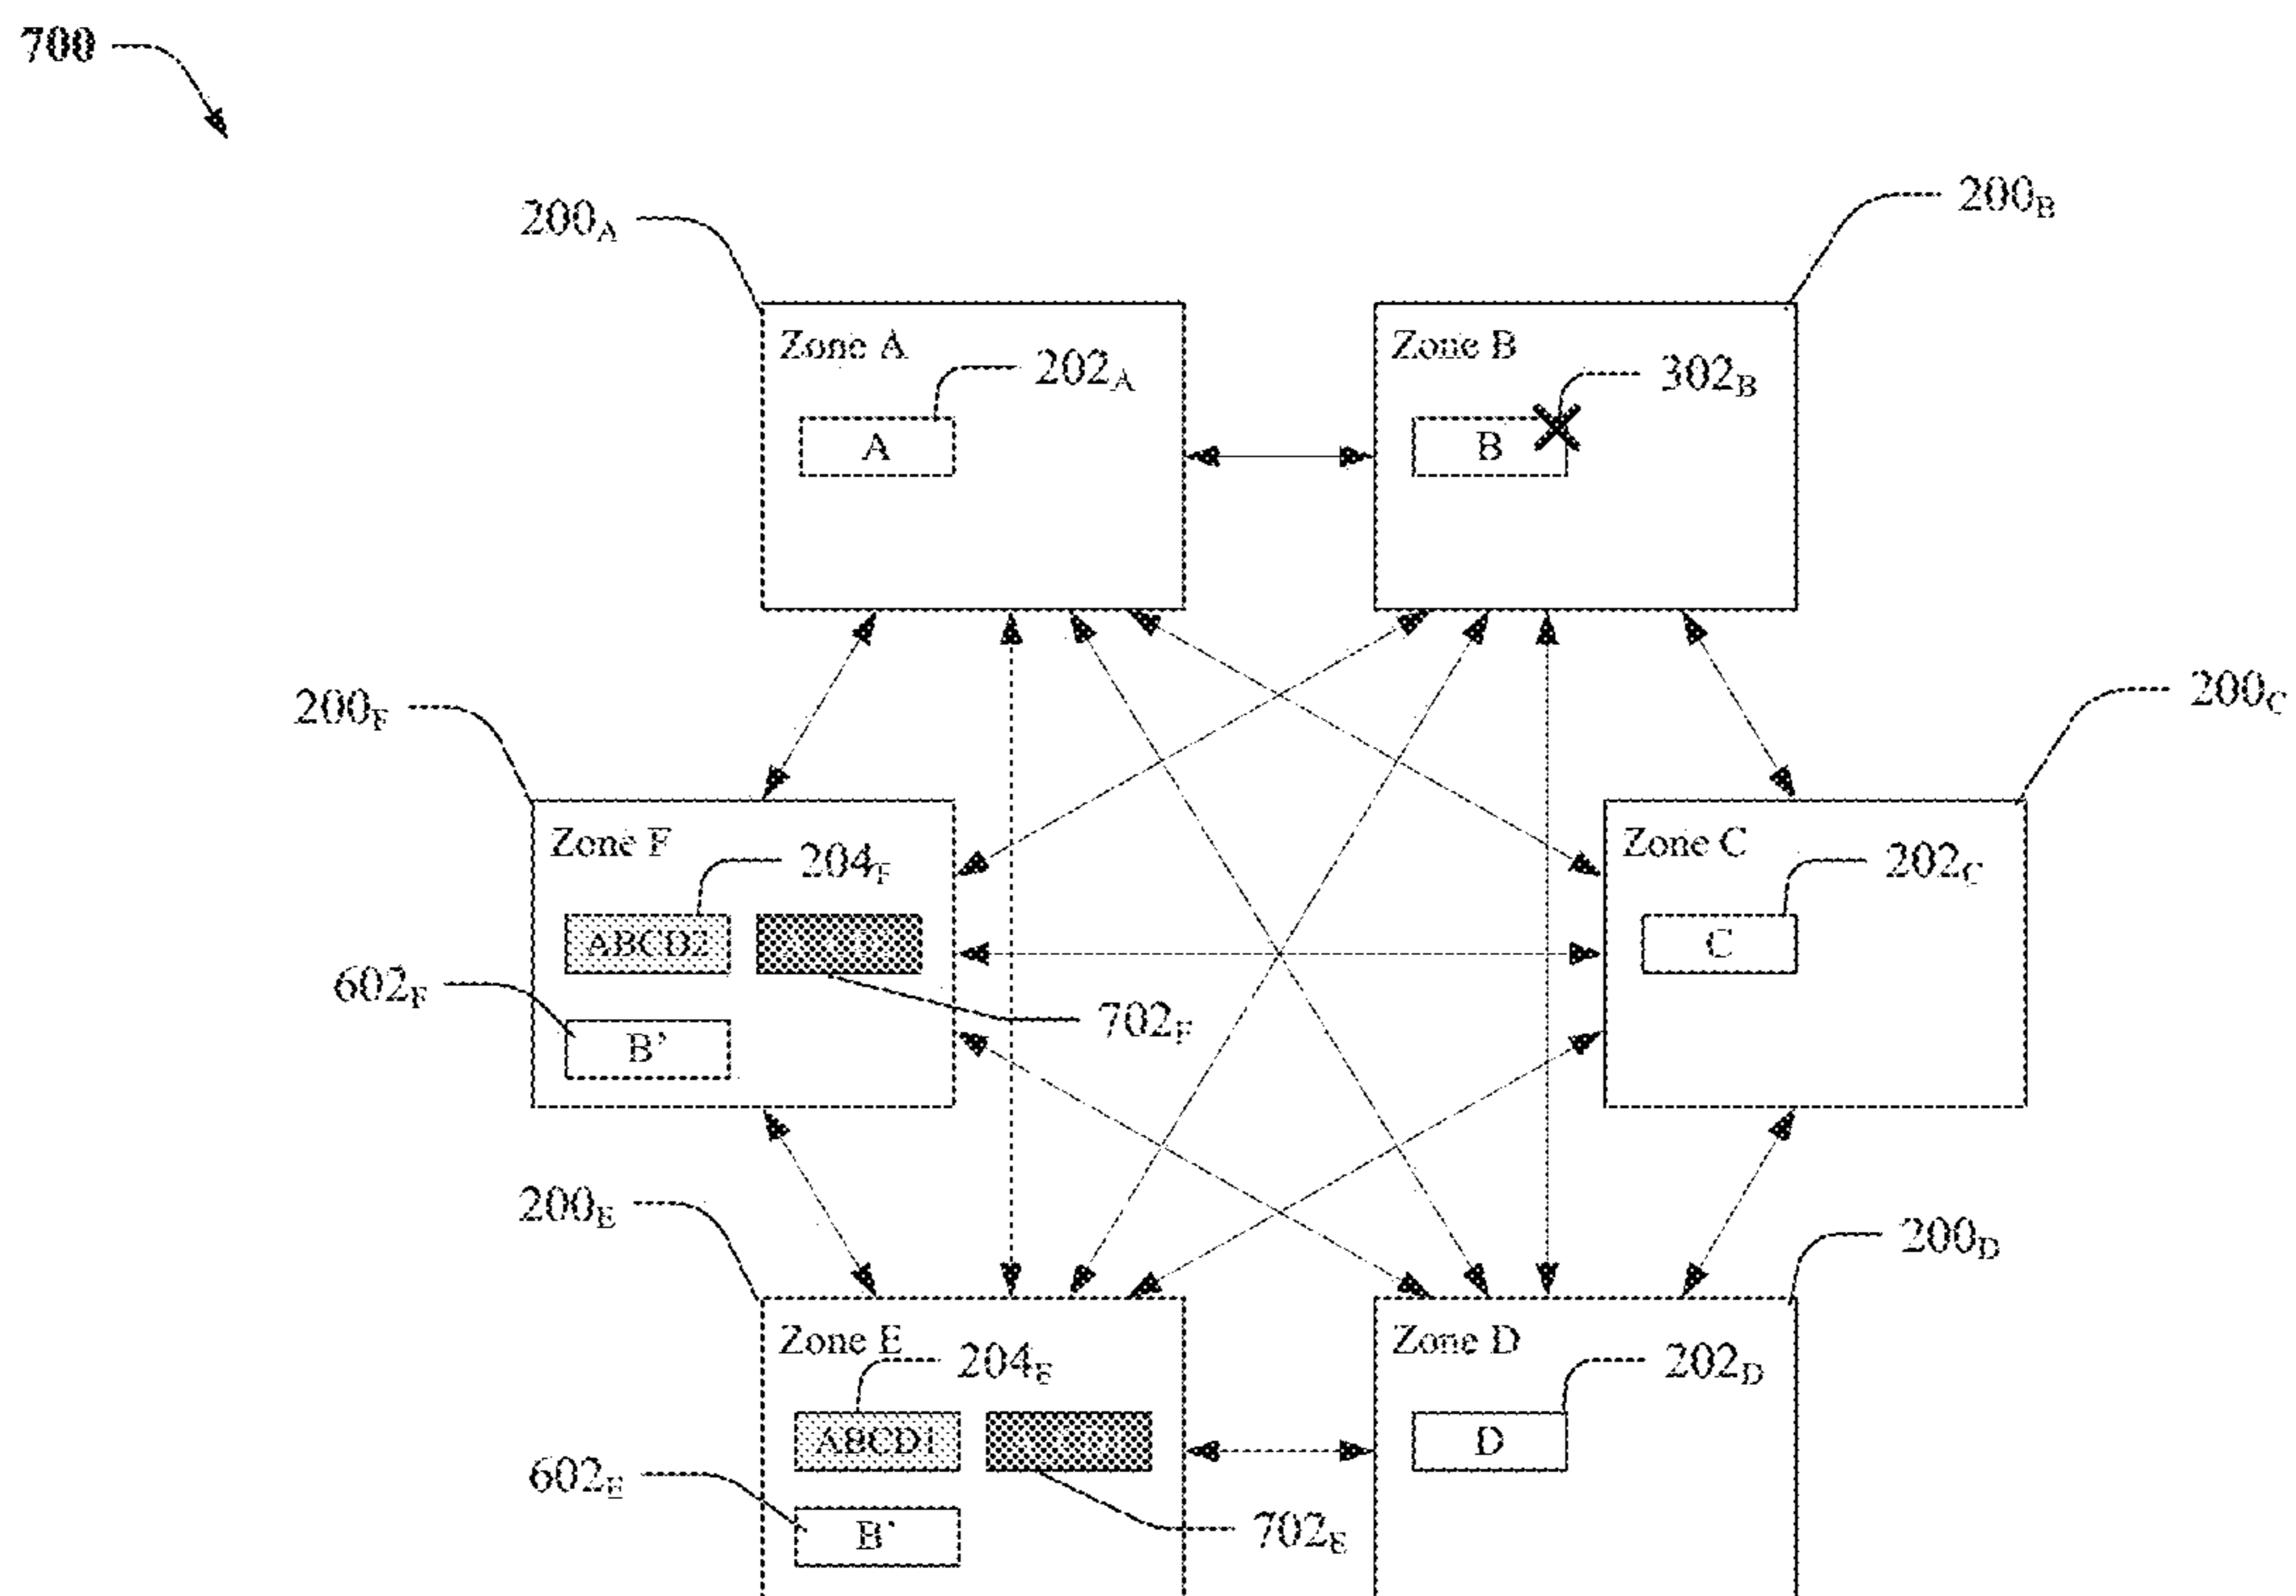 700
200A
200B
Zone A
202A
A
Zone B
302B
B
200F
200C
Zone F
204F
ABCD2
602F
B'
702F
Zone C
202C
C
200E
200D
Zone E
204E
ABCD1
602E
B'
702E
Zone D
202D
D